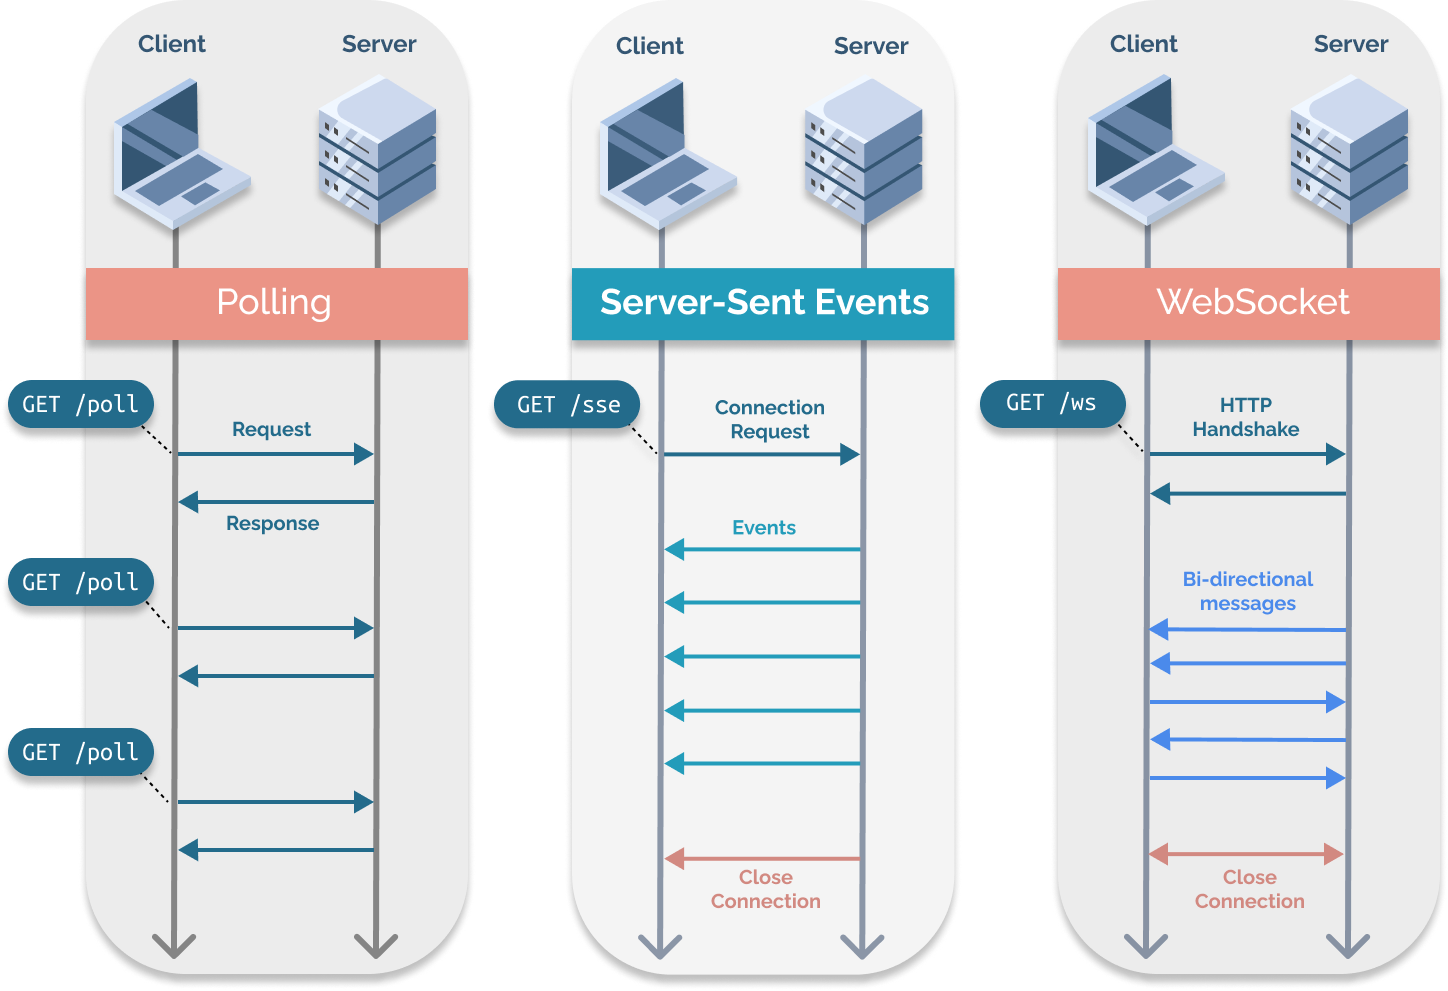 Client
Server
Polling
GET /poll
Request
Response
GET /poll
GET /poll
Client
Server
Server-Sent Events
GET /sse
Connection
Request
Events
Close
Connection
Client
Server
WebSocket
GET /ws
HTTP
Handshake
Bi-directional
messages
Close
Connection